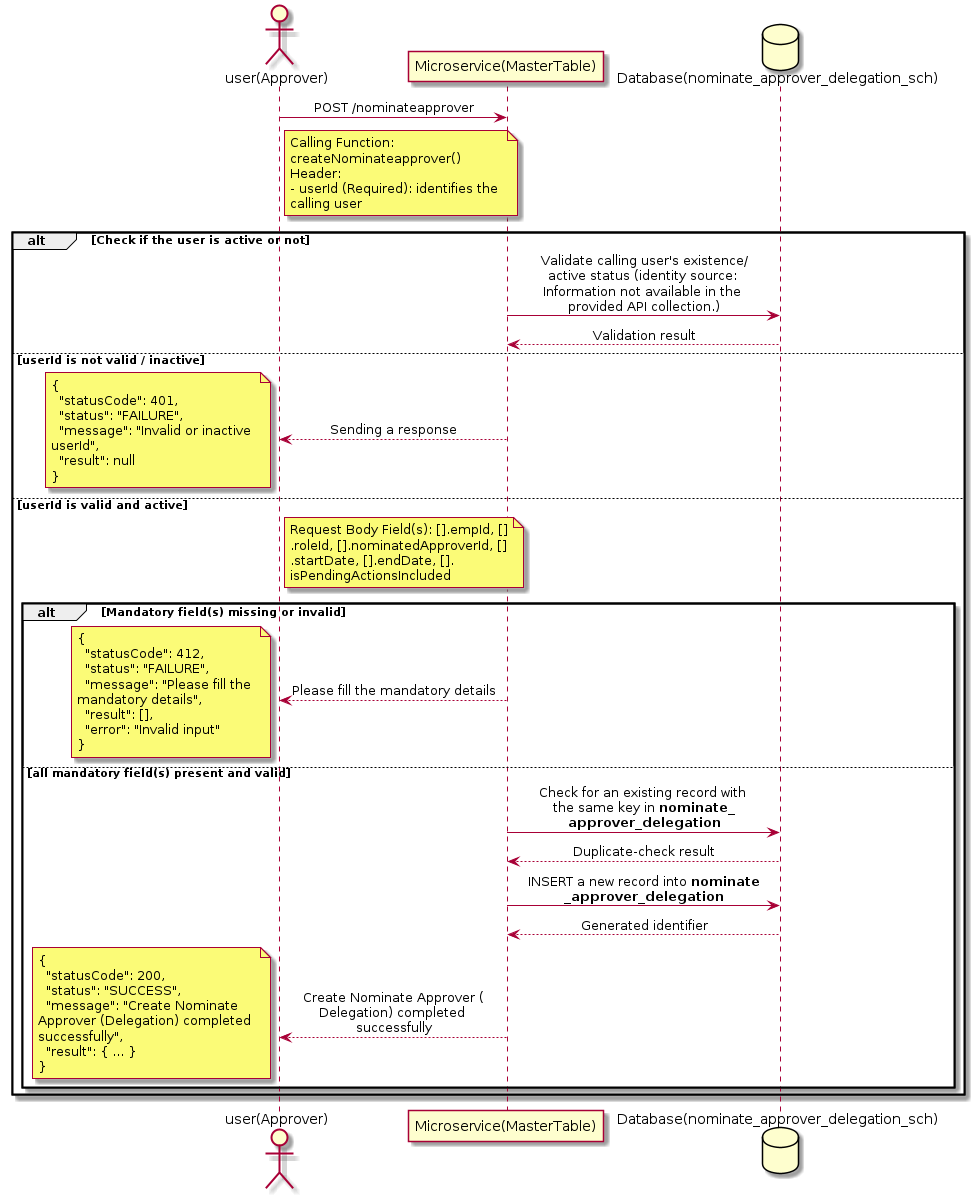 user(Approver)
Microservice(MasterTable)
Database(nominate_approver_delegation_sch)
POST /nominateapprover
Calling Function:
createNominateapprover()
Header:
- userId (Required): identifies the
calling user
alt
[Check if the user is active or not]
Validate calling user's existence/
active status (identity source:
Information not available in the
provided API collection.)
Validation result
[userId is not valid / inactive]
{
"statusCode": 401,
"status": "FAILURE",
"message": "Invalid or inactive
userId",
"result": null
}
Sending a response
[userId is valid and active]
Request Body Field(s): [].empId, []
.roleId, [].nominatedApproverId, []
.startDate, [].endDate, [].
isPendingActionsIncluded
alt
[Mandatory field(s) missing or invalid]
{
"statusCode": 412,
"status": "FAILURE",
"message": "Please fill the
mandatory details",
"result": [],
"error": "Invalid input"
}
Please fill the mandatory details
[all mandatory field(s) present and valid]
Check for an existing record with
the same key in nominate_
approver_delegation
Duplicate-check result
INSERT a new record into nominate
_approver_delegation
Generated identifier
{
"statusCode": 200,
"status": "SUCCESS",
"message": "Create Nominate
Approver (Delegation) completed
successfully",
"result": { ... }
}
Create Nominate Approver (
Delegation) completed
successfully
user(Approver)
Microservice(MasterTable)
Database(nominate_approver_delegation_sch)